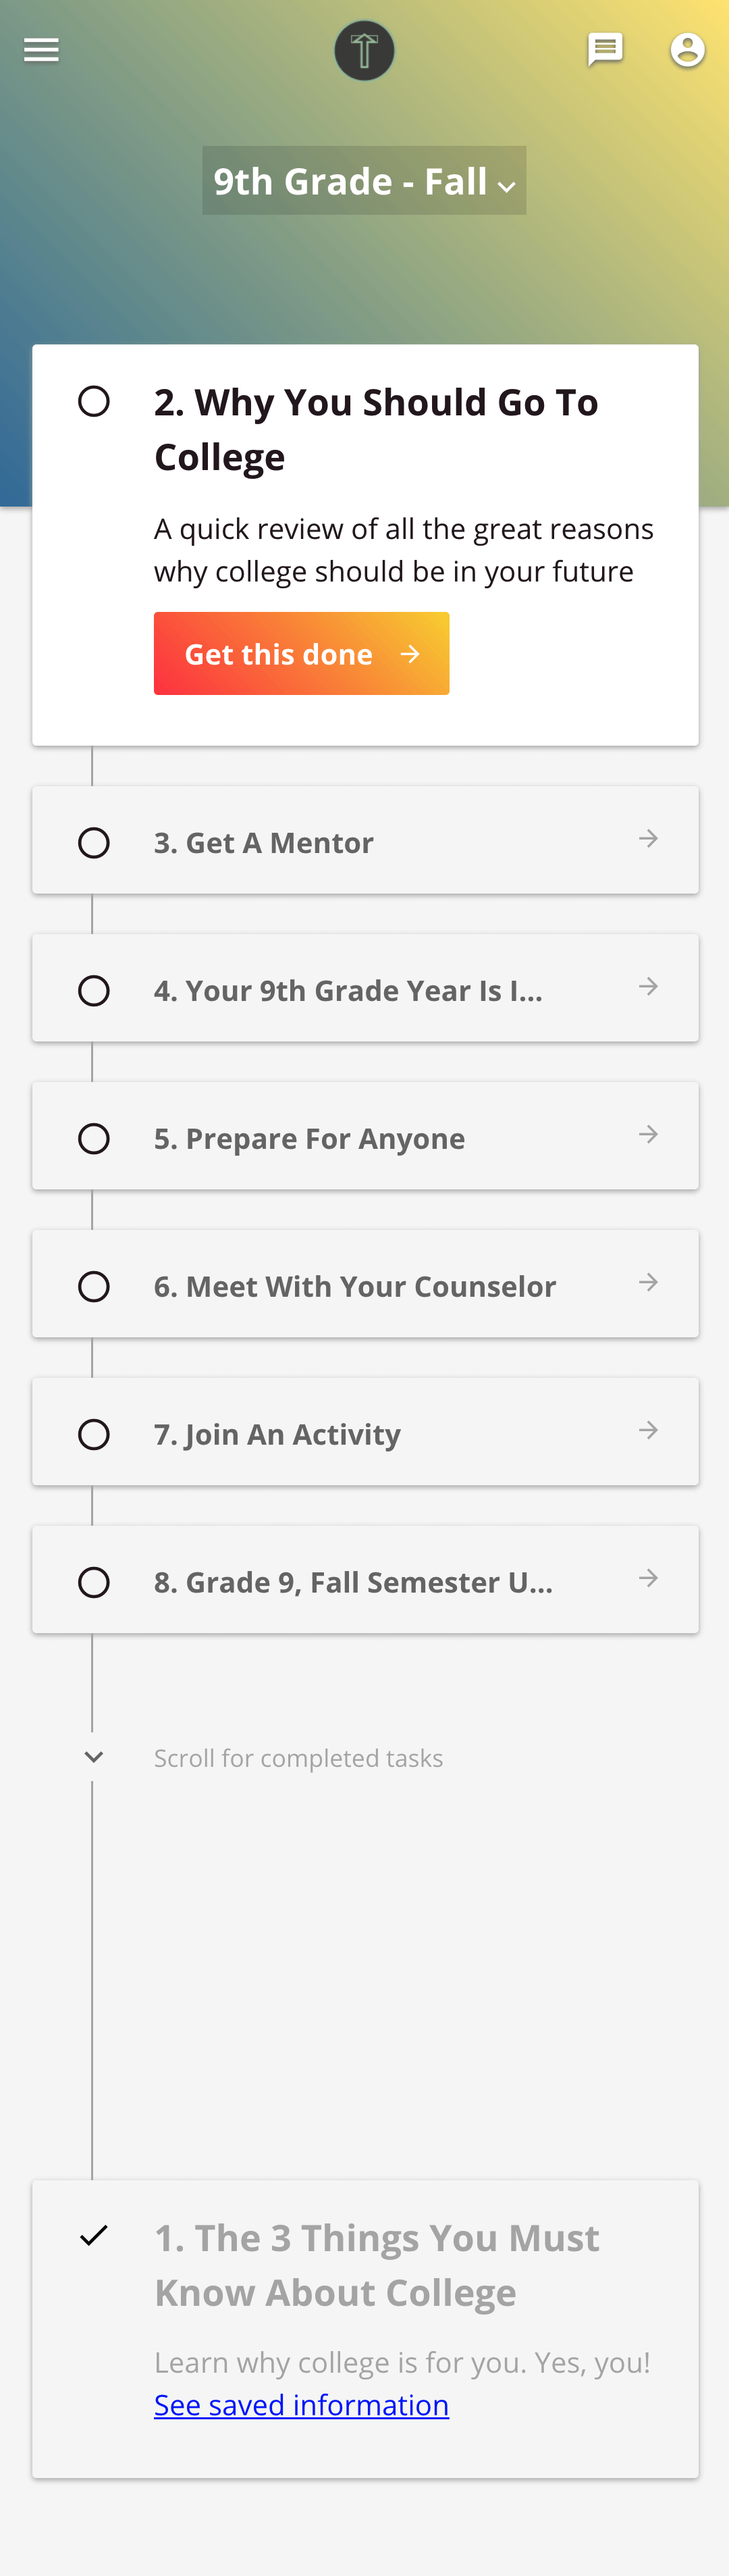 9th Grade - Fall
2. Why You Should Go To
College
A quick review of all the great reasons
why college should be in your future
Get this done
3. Get A Mentor
4. Your 9th Grade Year Is I...
5. Prepare For Anyone
6. Meet With Your Counselor
7. Join An Activity
8. Grade 9, Fall Semester U...
Scroll for completed tasks
1. The 3 Things You Must
Know About College
Learn why college is for you. Yes, you!
See saved information